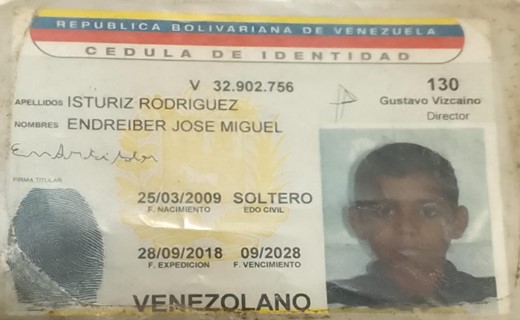 REPUBLICA BOLIVARIANA DE VENEZUELA
CEDULA DE IDENTIDAD
V 32.902.756
130
APELLIDOS ISTURIZ RODRIGUEZ
Gustavo Vizcaino
Director
NOMBRES ENDREIBER JOSE MIGUEL
FIRMA TITULAR
25/03/2009 SOLTERO
F. NACIMIENTO EDO CIVIL
28/09/2018 09/2028
F. EXPEDICION F. VENCIMIENTO
VENEZOLANO